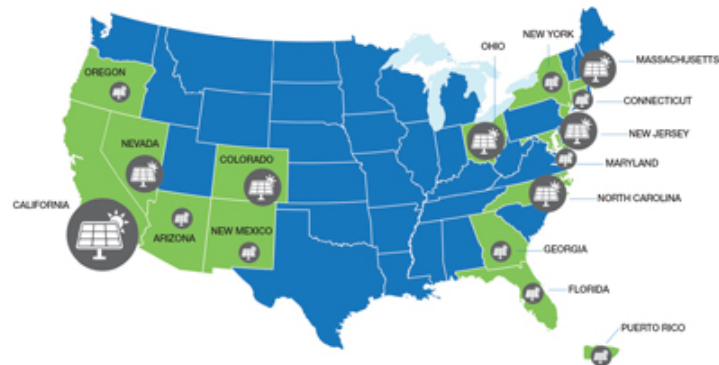 NEW YORK
OHIO
MASSACHUSETTS
OREGON
CONNECTICUT
NEW JERSEY
NEVADA
COLORADO
MARYLAND
CALIFORNIA
NORTH CAROLINA
ARIZONA
NEW MEXICO
GEORGIA
FLORIDA
PUERTO RICO